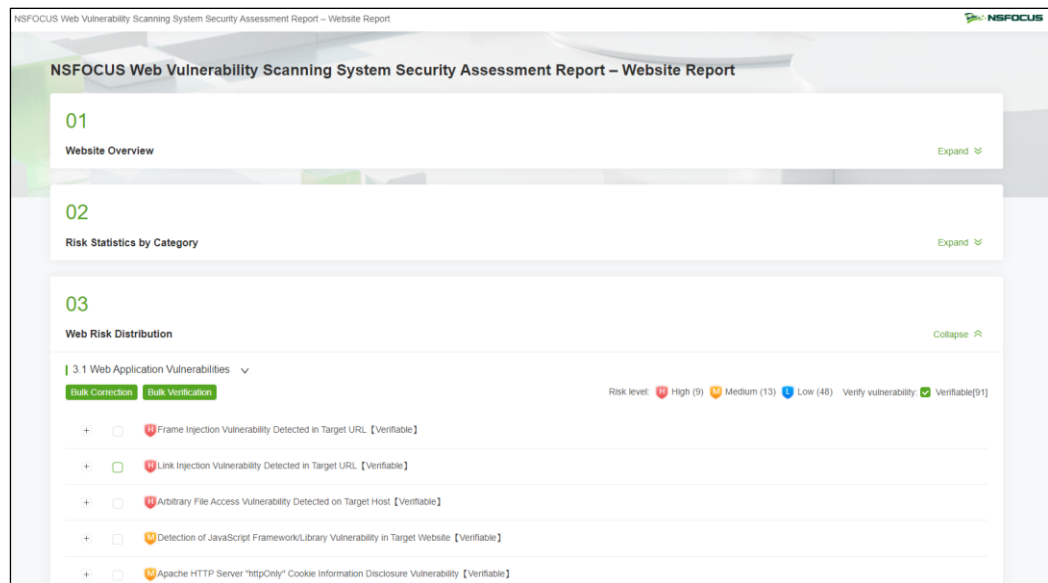 NSFOCUS Web Vulnerability Scanning System Security Assessment Report – Website Report
NSFOCUS
NSFOCUS Web Vulnerability Scanning System Security Assessment Report – Website Report
01
Website Overview
Expand
02
Risk Statistics by Category
Expand
03
Web Risk Distribution
Collapse
3.1 Web Application Vulnerabilities
Bulk Correction Bulk Verification Risk level: H High (9) M Medium (13) L Low (48) Verify vulnerability: Verifiable[91]
H Frame Injection Vulnerability Detected in Target URL【Verifiable】
H Link Injection Vulnerability Detected in Target URL【Verifiable】
H Arbitrary File Access Vulnerability Detected on Target Host【Verifiable】
M Detection of JavaScript Framework/Library Vulnerability in Target Website【Verifiable】
M Apache HTTP Server "httpOnly" Cookie Information Disclosure Vulnerability【Verifiable】